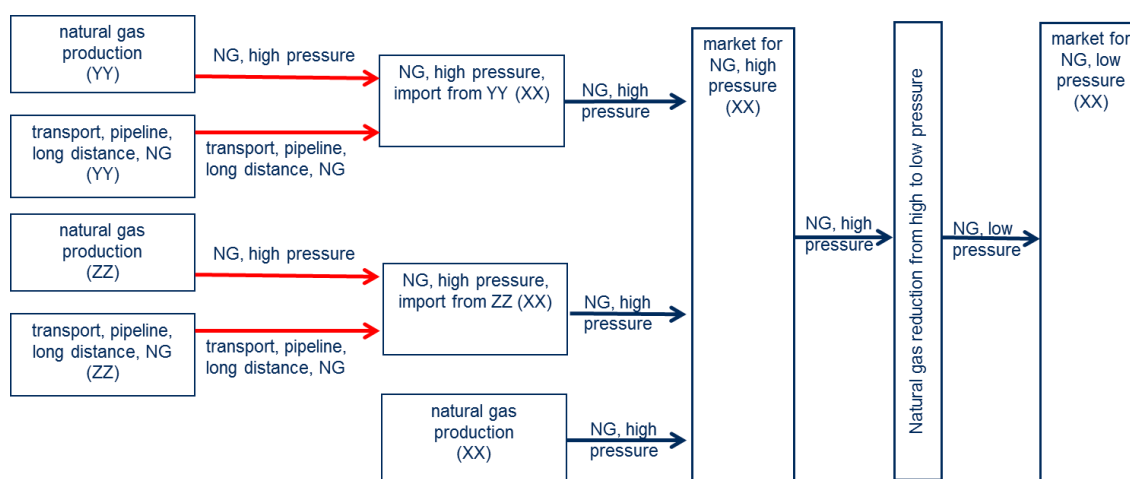 natural gas
production
(YY)
NG, high pressure
transport, pipeline,
long distance, NG
(YY)
transport, pipeline,
long distance, NG
NG, high pressure,
import from YY (XX)
NG, high
pressure
natural gas
production
(ZZ)
NG, high pressure
transport, pipeline,
long distance, NG
(ZZ)
transport, pipeline,
long distance, NG
NG, high pressure,
import from ZZ (XX)
NG, high
pressure
natural gas
production
(XX)
NG, high
pressure
market for
NG, high
pressure
(XX)
NG, high
pressure
Natural gas reduction from high to low pressure
NG, low
pressure
market for
NG, low
pressure
(XX)